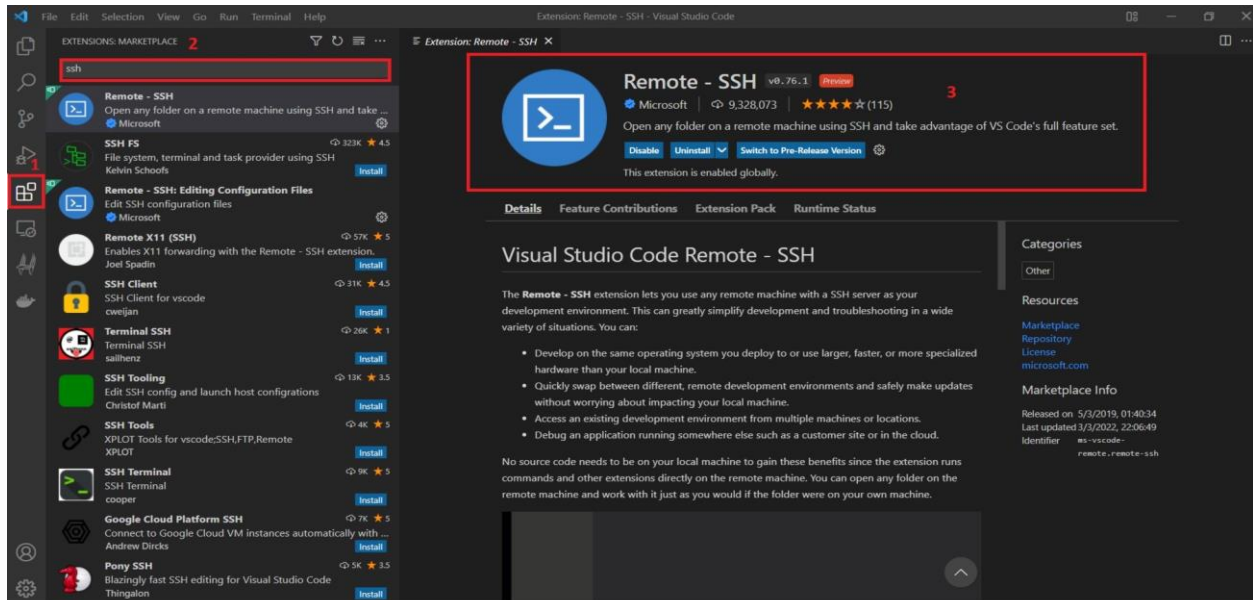 File Edit Selection View Go Run Terminal Help
Extension: Remote - SSH - Visual Studio Code
EXTENSIONS: MARKETPLACE 2
ssh
Remote - SSH
Open any folder on a remote machine using SSH and take ...
Microsoft
SSH FS 323K 4.5
File system, terminal and task provider using SSH
Kelvin Schoofs Install
1
Remote - SSH: Editing Configuration Files
Edit SSH configuration files
Microsoft
Remote X11 (SSH) 57K 5
Enables X11 forwarding with the Remote - SSH extension.
Joel Spadin Install
SSH Client 31K 4.5
SSH Client for vscode
cweijan Install
Terminal SSH 26K 1
Terminal SSH
sailhenz Install
SSH Tooling 13K 3.5
Edit SSH config and launch host configrations
Christof Marti Install
SSH Tools 4K 5
XPLOT Tools for vscode;SSH,FTP,Remote
XPLOT Install
SSH Terminal 9K 5
SSH Terminal
cooper Install
Google Cloud Platform SSH 7K 5
Connect to Google Cloud VM instances automatically with ...
Andrew Dircks Install
Pony SSH 5K 3.5
Blazingly fast SSH editing for Visual Studio Code
Thingalon Install
Extension: Remote - SSH
Remote - SSH v0.76.1 Preview
3
Microsoft 9,328,073 (115)
Open any folder on a remote machine using SSH and take advantage of VS Code's full feature set.
Disable Uninstall Switch to Pre-Release Version
This extension is enabled globally.
Details Feature Contributions Extension Pack Runtime Status
Visual Studio Code Remote - SSH
The Remote - SSH extension lets you use any remote machine with a SSH server as your
development environment. This can greatly simplify development and troubleshooting in a wide
variety of situations. You can:
• Develop on the same operating system you deploy to or use larger, faster, or more specialized
hardware than your local machine.
• Quickly swap between different, remote development environments and safely make updates
without worrying about impacting your local machine.
• Access an existing development environment from multiple machines or locations.
• Debug an application running somewhere else such as a customer site or in the cloud.
No source code needs to be on your local machine to gain these benefits since the extension runs
commands and other extensions directly on the remote machine. You can open any folder on the
remote machine and work with it just as you would if the folder were on your own machine.
Categories
Other
Resources
Marketplace
Repository
License
microsoft.com
Marketplace Info
Released on 5/3/2019, 01:40:34
Last updated 3/3/2022, 22:06:49
Identifier ms-vscode-
remote.remote-ssh